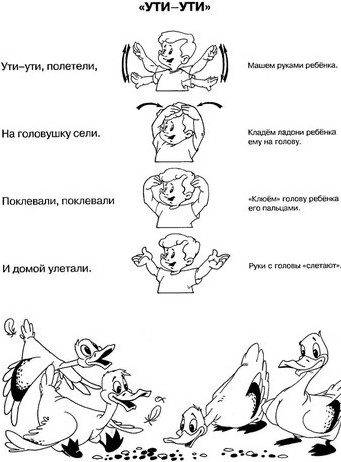 «УТИ–УТИ»
Ути–ути, полетели,
Машем руками ребёнка.
На головушку сели.
Кладём ладони ребёнка
ему на голову.
Поклевали, поклевали
«Клюём» голову ребёнка
его пальцами.
И домой улетали.
Руки с головы «слетают».